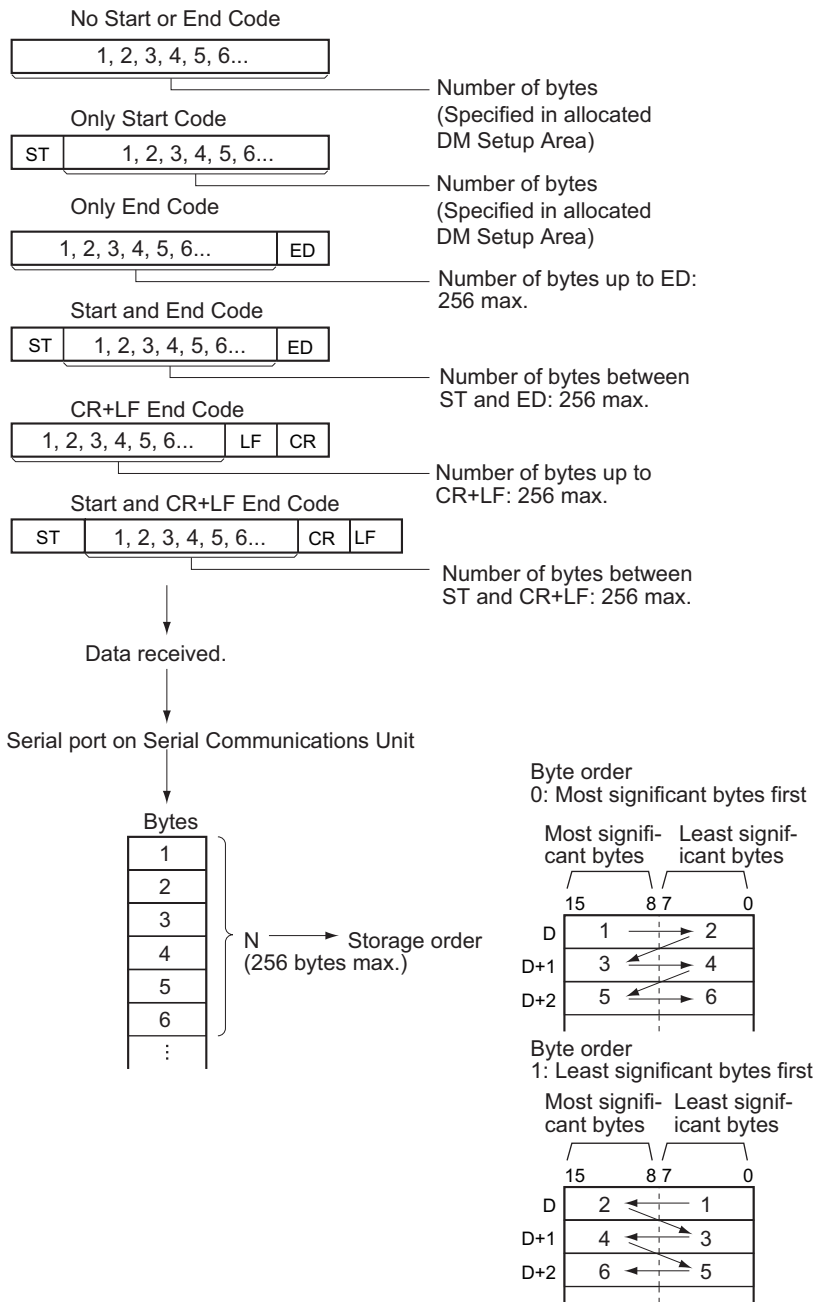 No Start or End Code
1, 2, 3, 4, 5, 6...
Number of bytes
(Specified in allocated
DM Setup Area)
Only Start Code
ST 1, 2, 3, 4, 5, 6...
Number of bytes
(Specified in allocated
DM Setup Area)
Only End Code
1, 2, 3, 4, 5, 6... ED
Number of bytes up to ED:
256 max.
Start and End Code
ST 1, 2, 3, 4, 5, 6... ED
Number of bytes between
ST and ED: 256 max.
CR+LF End Code
1, 2, 3, 4, 5, 6... LF CR
Number of bytes up to
CR+LF: 256 max.
Start and CR+LF End Code
ST 1, 2, 3, 4, 5, 6... CR LF
Number of bytes between
ST and CR+LF: 256 max.
Data received.
Serial port on Serial Communications Unit
Bytes
1
2
3
4
5
6
⋮
N
(256 bytes max.)
Storage order
Byte order
0: Most significant bytes first
Most signifi- Least signif-
cant bytes icant bytes
15 8 7 0
D 1 2
D+1 3 4
D+2 5 6
Byte order
1: Least significant bytes first
Most signifi- Least signif-
cant bytes icant bytes
15 8 7 0
D 2 1
D+1 4 3
D+2 6 5